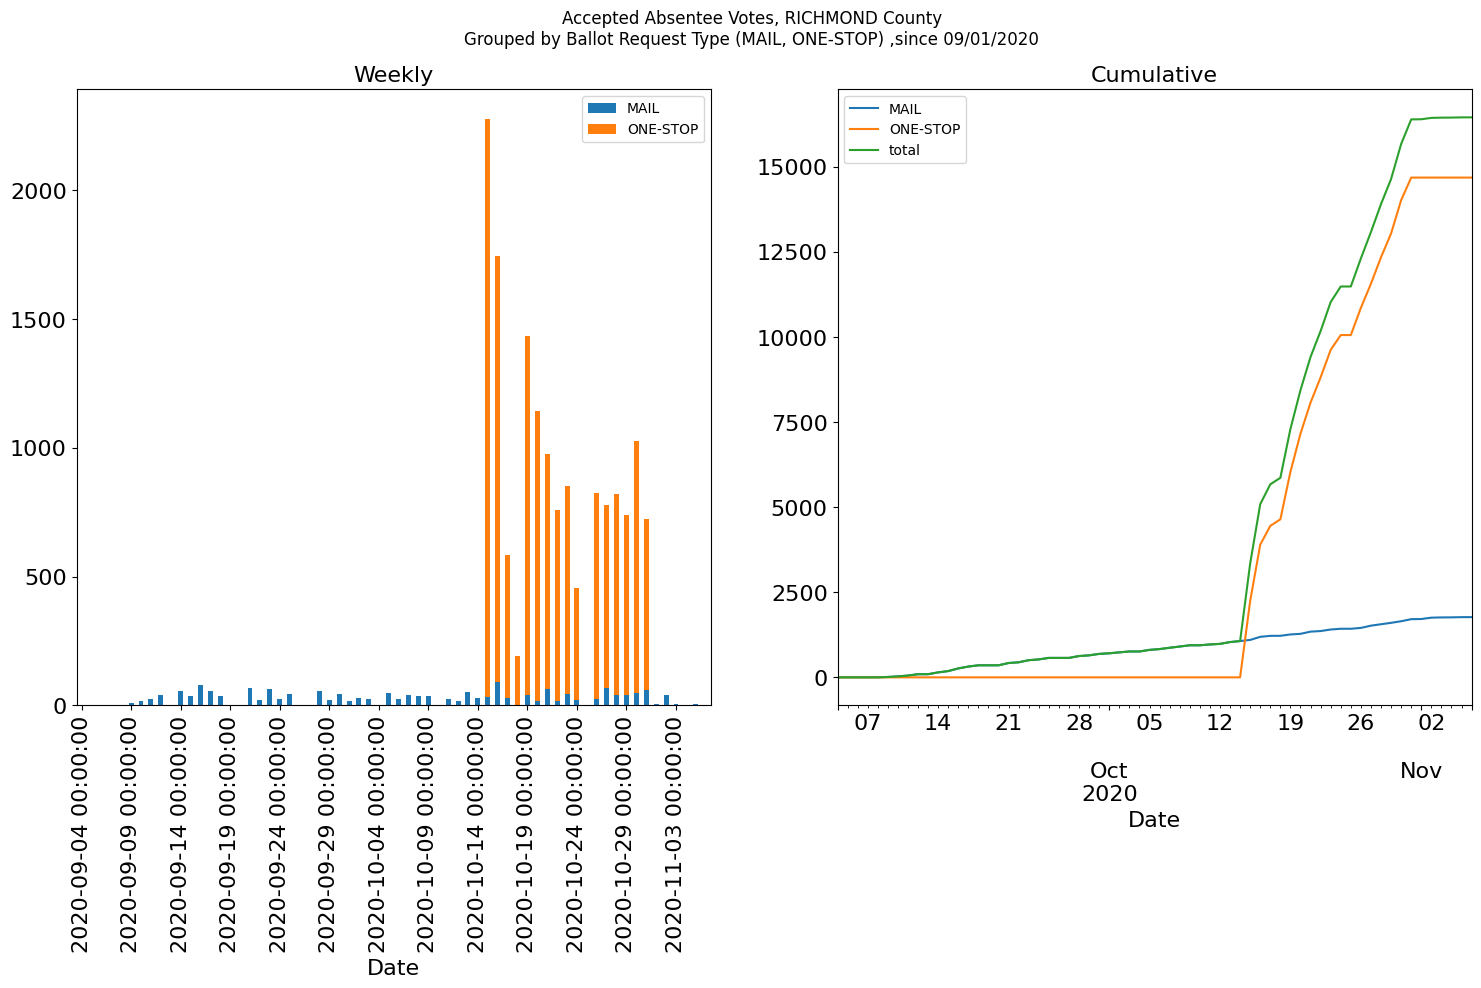 Accepted Absentee Votes, RICHMOND County
Grouped by Ballot Request Type (MAIL, ONE-STOP) ,since 09/01/2020
Weekly
MAIL
ONE-STOP
2000
1500
1000
500
0
2020-09-04 00:00:00
2020-09-09 00:00:00
2020-09-14 00:00:00
2020-09-19 00:00:00
2020-09-24 00:00:00
2020-09-29 00:00:00
2020-10-04 00:00:00
2020-10-09 00:00:00
2020-10-14 00:00:00
2020-10-19 00:00:00
2020-10-24 00:00:00
2020-10-29 00:00:00
2020-11-03 00:00:00
Date
Cumulative
MAIL
ONE-STOP
total
15000
12500
10000
7500
5000
2500
0
07 14 21 28 05 12 19 26 02
Oct Nov
2020
Date